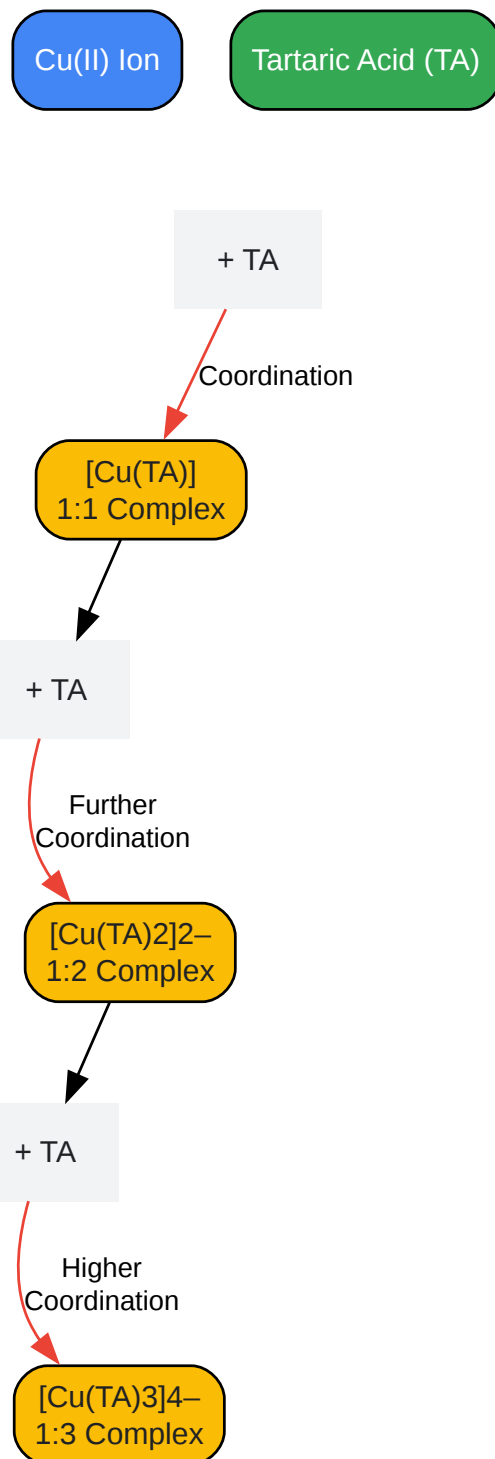 Cu(II) Ion
Tartaric Acid (TA)
+ TA
Coordination
[Cu(TA)]
1:1 Complex
+ TA
Further
Coordination
[Cu(TA)2]2–
1:2 Complex
+ TA
Higher
Coordination
[Cu(TA)3]4–
1:3 Complex